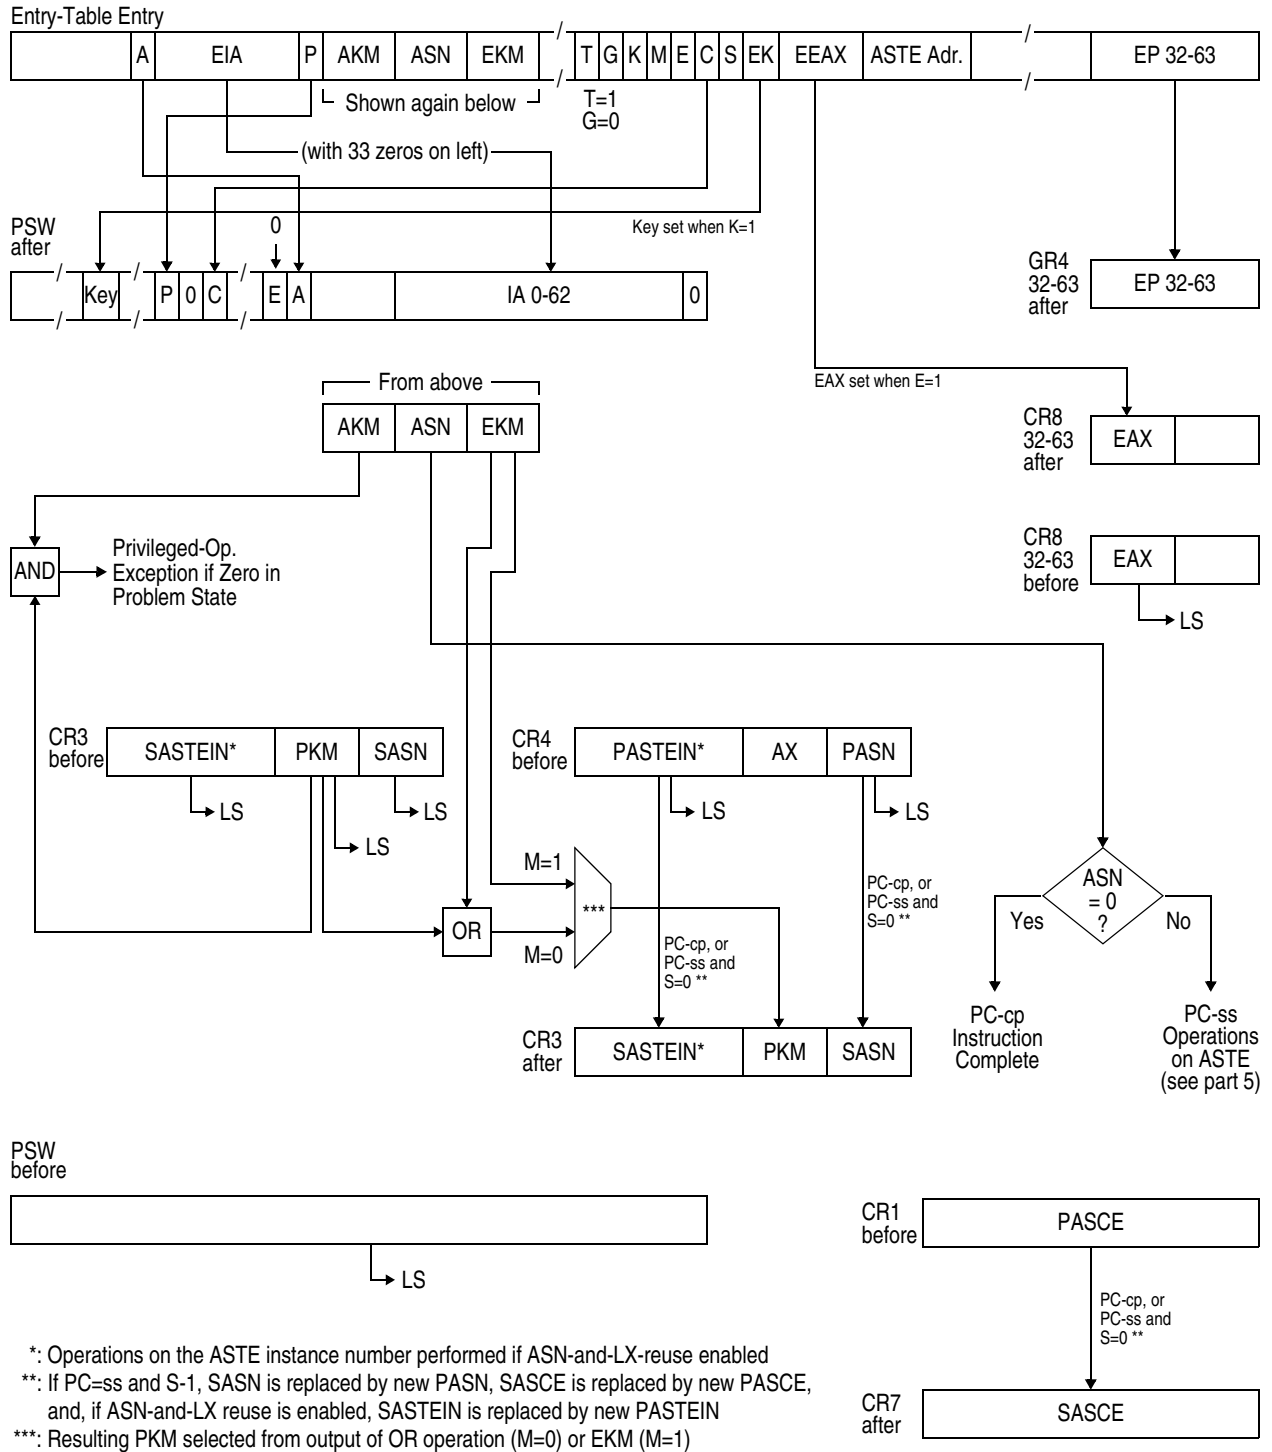 Entry-Table Entry
A EIA P AKM ASN EKM T G K M E C S EK EEAX ASTE Adr. EP 32-63
Shown again below
T=1
G=0
(with 33 zeros on left)
Key set when K=1
PSW
after
0
Key P 0 C E A IA 0-62 0
GR4
32-63
after
EP 32-63
EAX set when E=1
From above
AKM ASN EKM
CR8
32-63
after
EAX
AND
Privileged-Op.
Exception if Zero in
Problem State
CR8
32-63
before
EAX
LS
CR3
before
SASTEIN* PKM SASN
LS
LS
LS
CR4
before
PASTEIN* AX PASN
LS
LS
M=1
***
OR
M=0
PC-cp, or
PC-ss and
S=0 **
PC-cp, or
PC-ss and
S=0 **
ASN
= 0
?
Yes
No
CR3
after
SASTEIN* PKM SASN
PC-cp
Instruction
Complete
PC-ss
Operations
on ASTE
(see part 5)
PSW
before
LS
CR1
before
PASCE
PC-cp, or
PC-ss and
S=0 **
CR7
after
SASCE
*: Operations on the ASTE instance number performed if ASN-and-LX-reuse enabled
**: If PC=ss and S-1, SASN is replaced by new PASN, SASCE is replaced by new PASCE,
and, if ASN-and-LX reuse is enabled, SASTEIN is replaced by new PASTEIN
***: Resulting PKM selected from output of OR operation (M=0) or EKM (M=1)